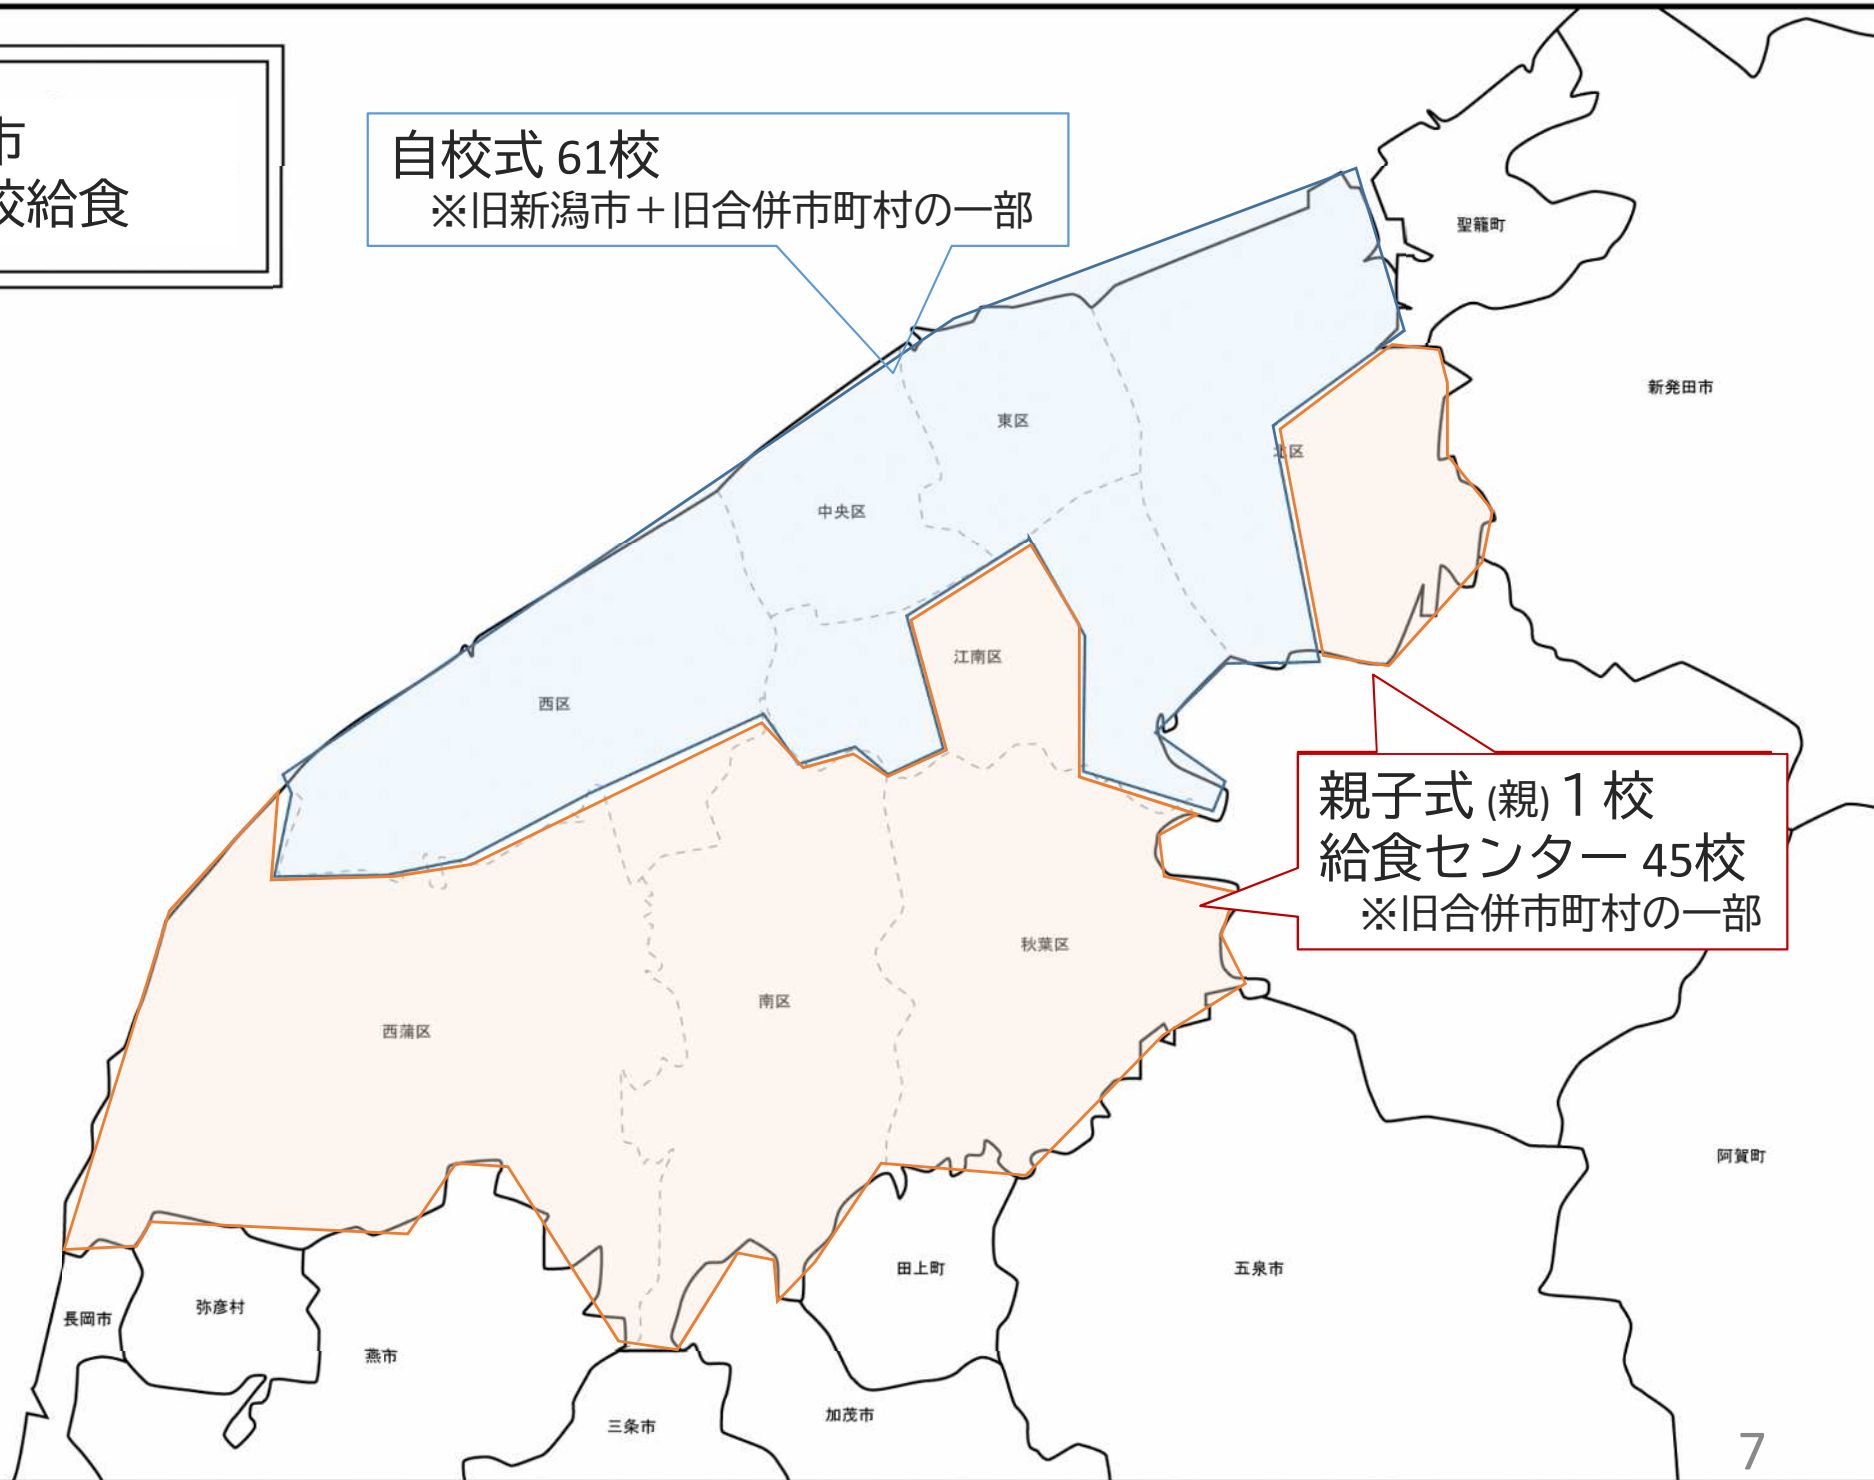 市
校給食
自校式 61校
※旧新潟市＋旧合併市町村の一部
聖籠町
新発田市
東区
北区
中央区
江南区
西区
親子式 (親) 1 校
給食センター 45校
※旧合併市町村の一部
秋葉区
南区
西蒲区
阿賀町
田上町
五泉市
弥彦村
長岡市
燕市
加茂市
三条市
7